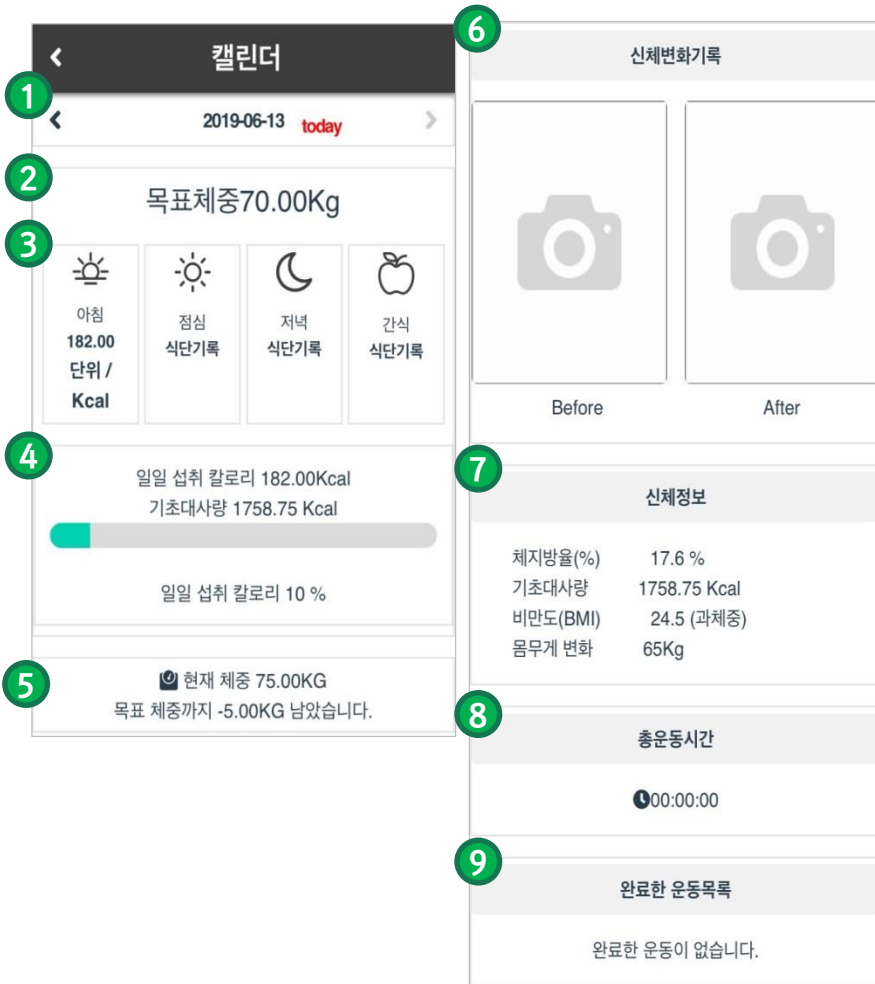 캘린더
1
2019-06-13 today
2
목표체중70.00Kg
3
아침
182.00
단위 /
Kcal
점심
식단기록
저녁
식단기록
간식
식단기록
4
일일 섭취 칼로리 182.00Kcal
기초대사량 1758.75 Kcal
일일 섭취 칼로리 10 %
5
현재 체중 75.00KG
목표 체중까지 -5.00KG 남았습니다.
6
신체변화기록
Before
After
7
신체정보
체지방율(%) 17.6 %
기초대사량 1758.75 Kcal
비만도(BMI) 24.5 (과체중)
몸무게 변화 65Kg
8
총운동시간
00:00:00
9
완료한 운동목록
완료한 운동이 없습니다.